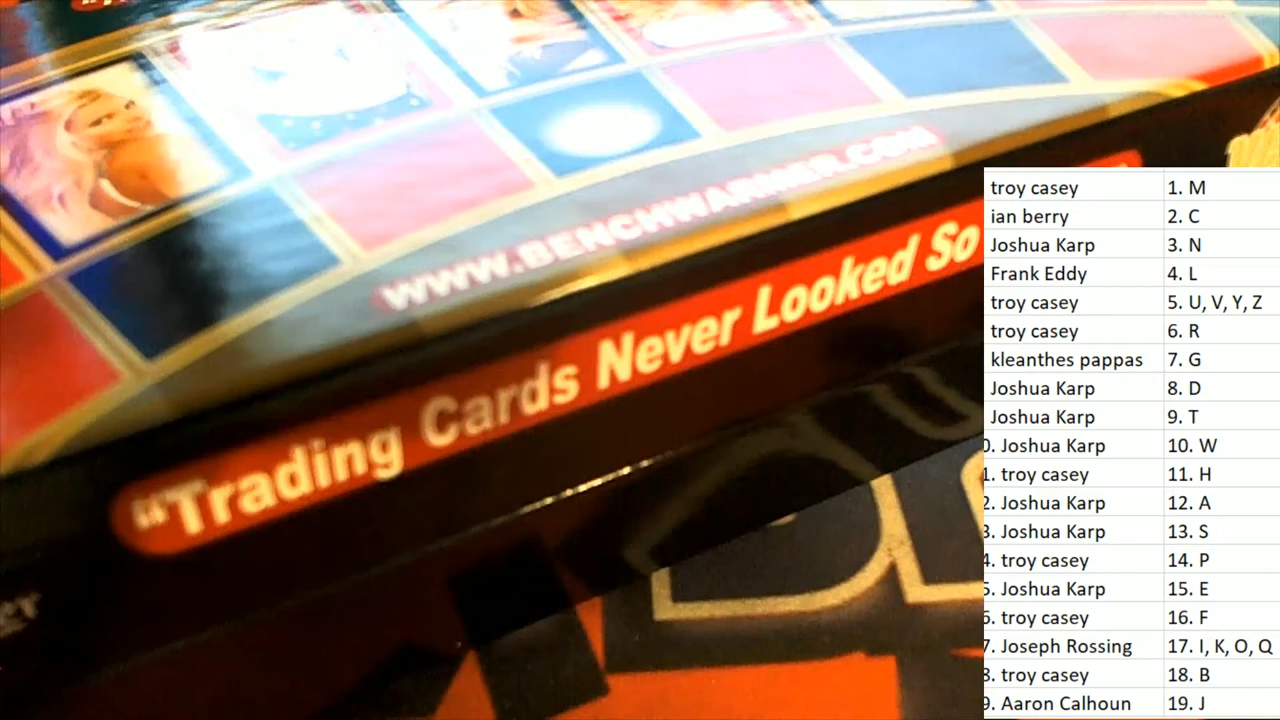 WWW.BENCHWARMER.COM
"Trading Cards Never Looked So
troy casey 1. M
ian berry 2. C
Joshua Karp 3. N
Frank Eddy 4. L
troy casey 5. U, V, Y, Z
troy casey 6. R
kleanthes pappas 7. G
Joshua Karp 8. D
Joshua Karp 9. T
0. Joshua Karp 10. W
1. troy casey 11. H
2. Joshua Karp 12. A
3. Joshua Karp 13. S
4. troy casey 14. P
5. Joshua Karp 15. E
6. troy casey 16. F
7. Joseph Rossing 17. I, K, O, Q
8. troy casey 18. B
9. Aaron Calhoun 19. J